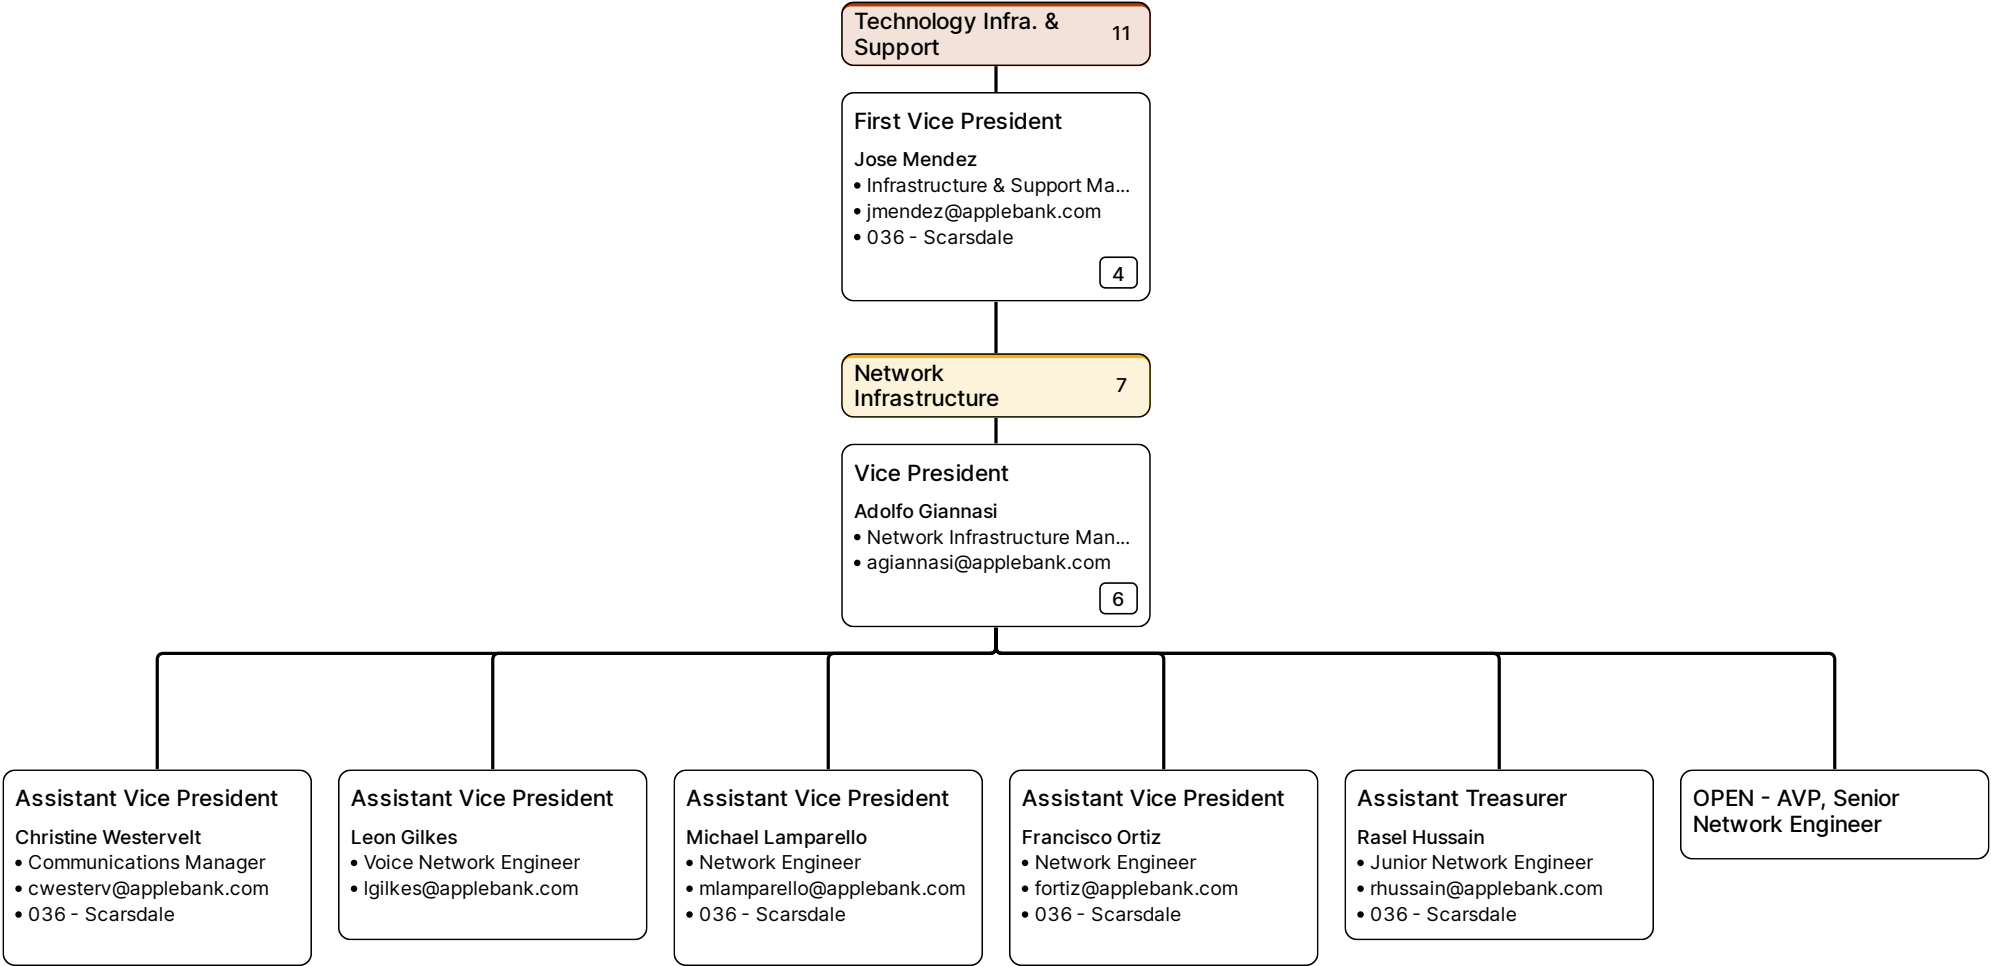 Technology Infra. &
Support
11
First Vice President
Jose Mendez
• Infrastructure & Support Ma...
• jmendez@applebank.com
• 036 - Scarsdale
4
Network
Infrastructure
7
Vice President
Adolfo Giannasi
• Network Infrastructure Man...
• agiannasi@applebank.com
6
Assistant Vice President
Christine Westervelt
• Communications Manager
• cwesterv@applebank.com
• 036 - Scarsdale
Assistant Vice President
Leon Gilkes
• Voice Network Engineer
• lgilkes@applebank.com
Assistant Vice President
Michael Lamparello
• Network Engineer
• mlamparello@applebank.com
• 036 - Scarsdale
Assistant Vice President
Francisco Ortiz
• Network Engineer
• fortiz@applebank.com
• 036 - Scarsdale
Assistant Treasurer
Rasel Hussain
• Junior Network Engineer
• rhussain@applebank.com
• 036 - Scarsdale
OPEN - AVP, Senior
Network Engineer